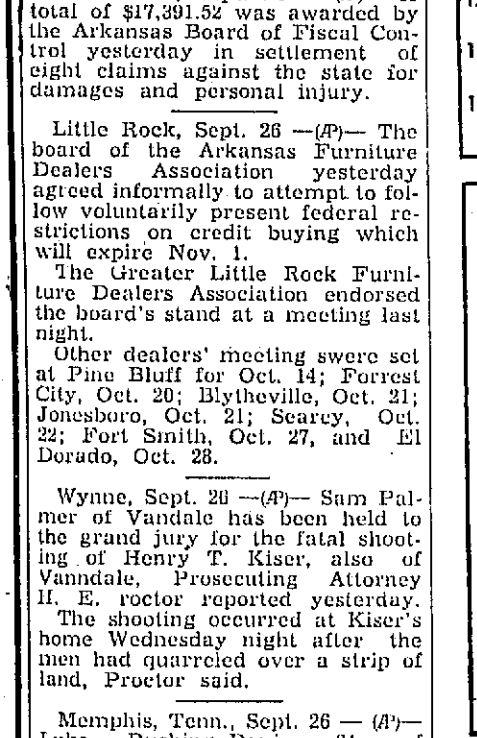 total of $17,391.52 was awarded by
the Arkansas Board of Fiscal Con-
trol yesterday in settlement of
eight claims against the state for
damages and personal injury.
Little Rock, Sept. 26 —(AP)— The
board of the Arkansas Furniture
Dealers Association yesterday
agreed informally to attempt to fol-
low voluntarily present federal re-
strictions on credit buying which
will expire Nov. 1.
The Greater Little Rock Furni-
ture Dealers Association endorsed
the board's stand at a meeting last
night.
Other dealers' meeting swere set
at Pine Bluff for Oct. 14; Forrest
City, Oct. 20; Blytheville, Oct. 21;
Jonesboro, Oct. 21; Searcy, Oct.
22; Fort Smith, Oct. 27, and El
Dorado, Oct. 28.
Wynne, Sept. 26 —(AP)— Sam Pal-
mer of Vandale has been held to
the grand jury for the fatal shoot-
ing of Henry T. Kiser, also of
Vanndale, Prosecuting Attorney
H. E. roctor reported yesterday.
The shooting occurred at Kiser's
home Wednesday night after the
men had quarreled over a strip of
land, Proctor said.
Memphis, Tenn., Sept. 26 — (AP)—